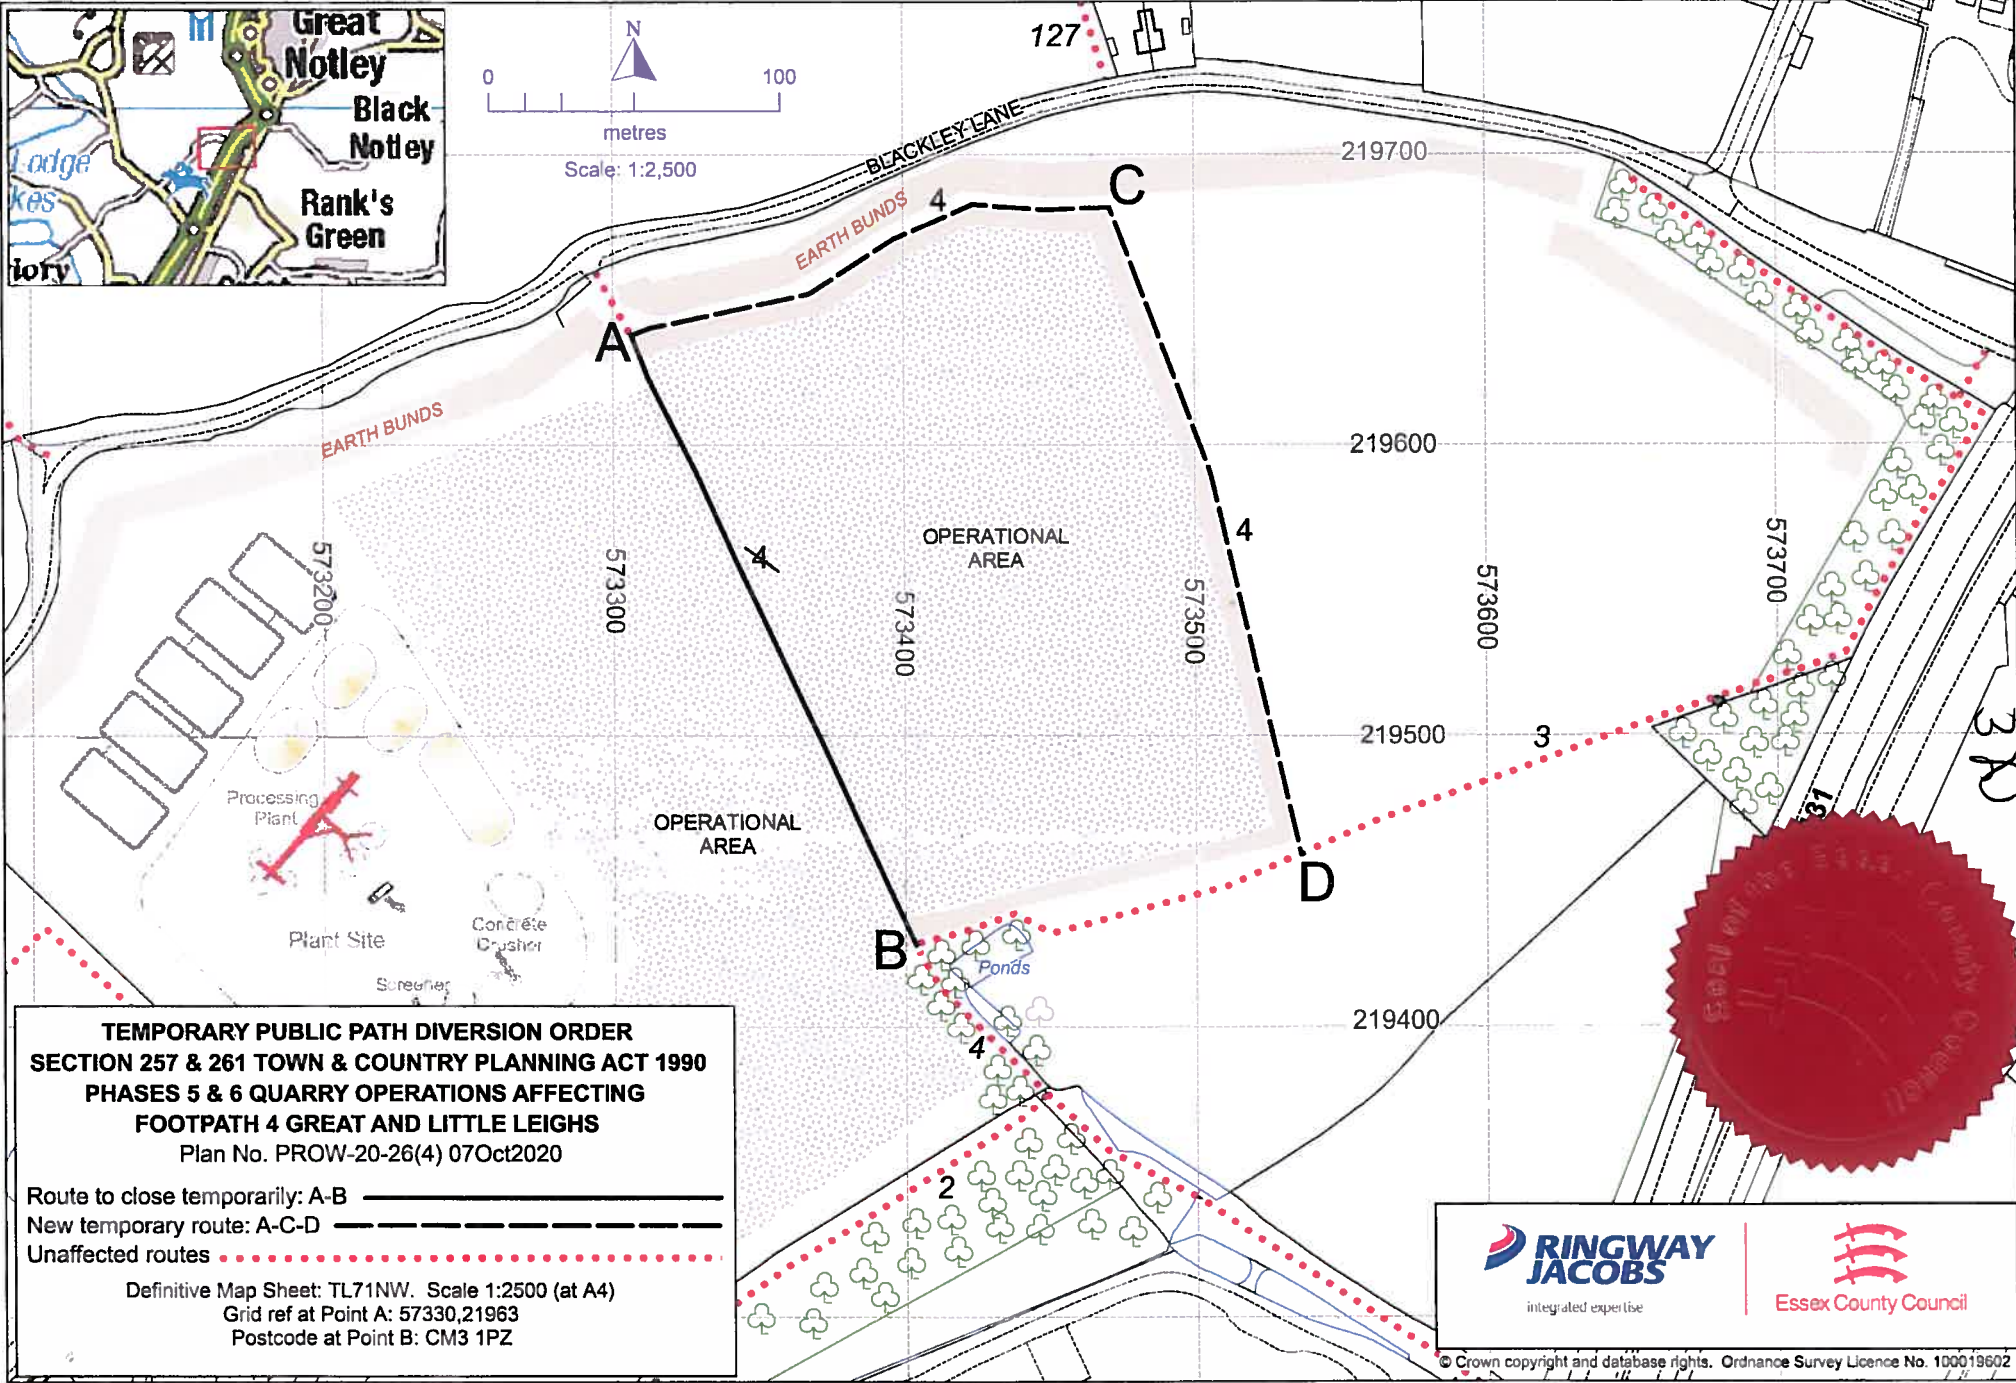 Great
Notley
Black
Notley
Rank's
Green
Lodge
kes
lory
N
0
100
metres
Scale: 1:2,500
127
BLACKLEY LANE
219700
EARTH BUNDS
4
C
A
EARTH BUNDS
219600
573200
573300
573400
573500
573600
573700
4
4
OPERATIONAL
AREA
219500
3
3
31
Processing
Plant
OPERATIONAL
AREA
D
Plant Site
Concrete
Crusher
Screener
B
Ponds
219400
4
2
County Council
TEMPORARY PUBLIC PATH DIVERSION ORDER
SECTION 257 & 261 TOWN & COUNTRY PLANNING ACT 1990
PHASES 5 & 6 QUARRY OPERATIONS AFFECTING
FOOTPATH 4 GREAT AND LITTLE LEIGHS
Plan No. PROW-20-26(4) 07Oct2020
Route to close temporarily: A-B
New temporary route: A-C-D
Unaffected routes
Definitive Map Sheet: TL71NW. Scale 1:2500 (at A4)
Grid ref at Point A: 57330,21963
Postcode at Point B: CM3 1PZ
RINGWAY
JACOBS
integrated expertise
Essex County Council
© Crown copyright and database rights. Ordnance Survey Licence No. 100019602